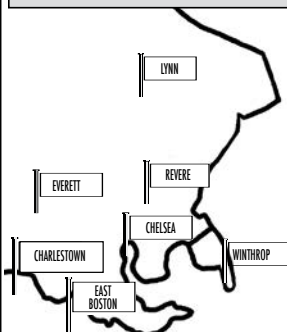 LYNN
REVERE
EVERETT
CHELSEA
CHARLESTOWN
WINTHROP
EAST
BOSTON